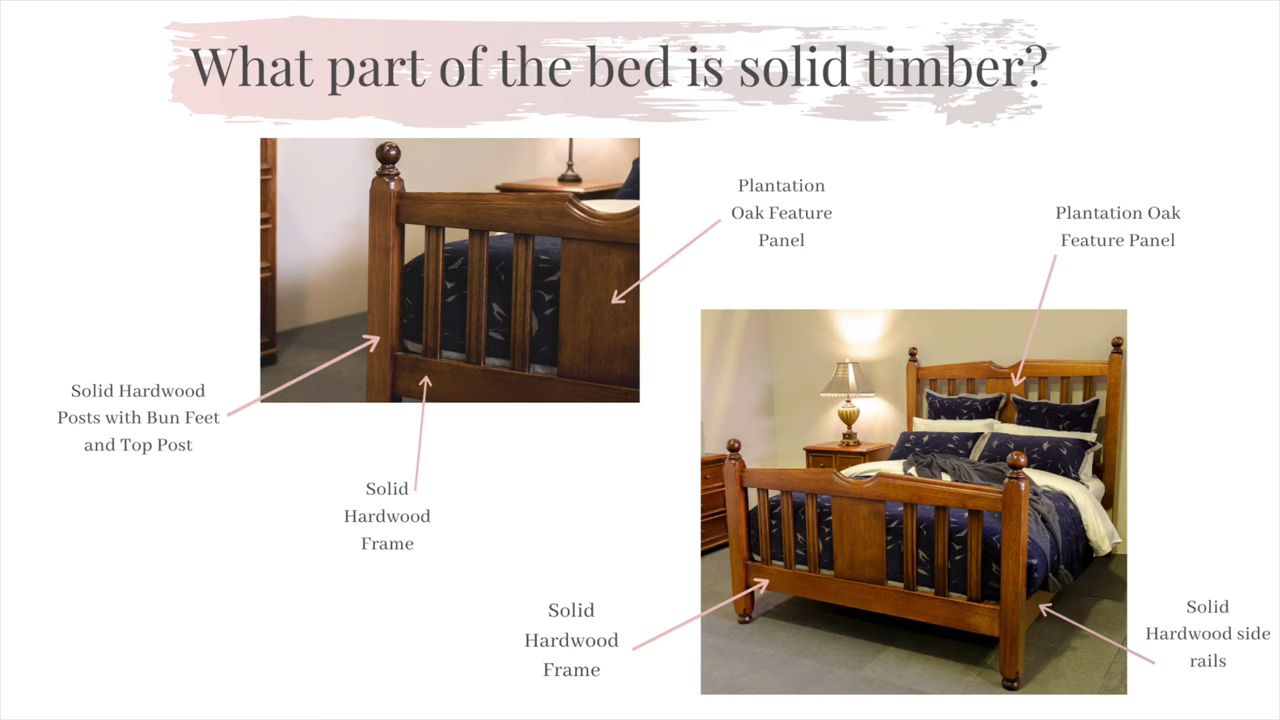 What part of the bed is solid timber?
Plantation
Oak Feature
Panel
Plantation Oak
Feature Panel
Solid Hardwood
Posts with Bun Feet
and Top Post
Solid
Hardwood
Frame
Solid
Hardwood
Frame
Solid
Hardwood side
rails